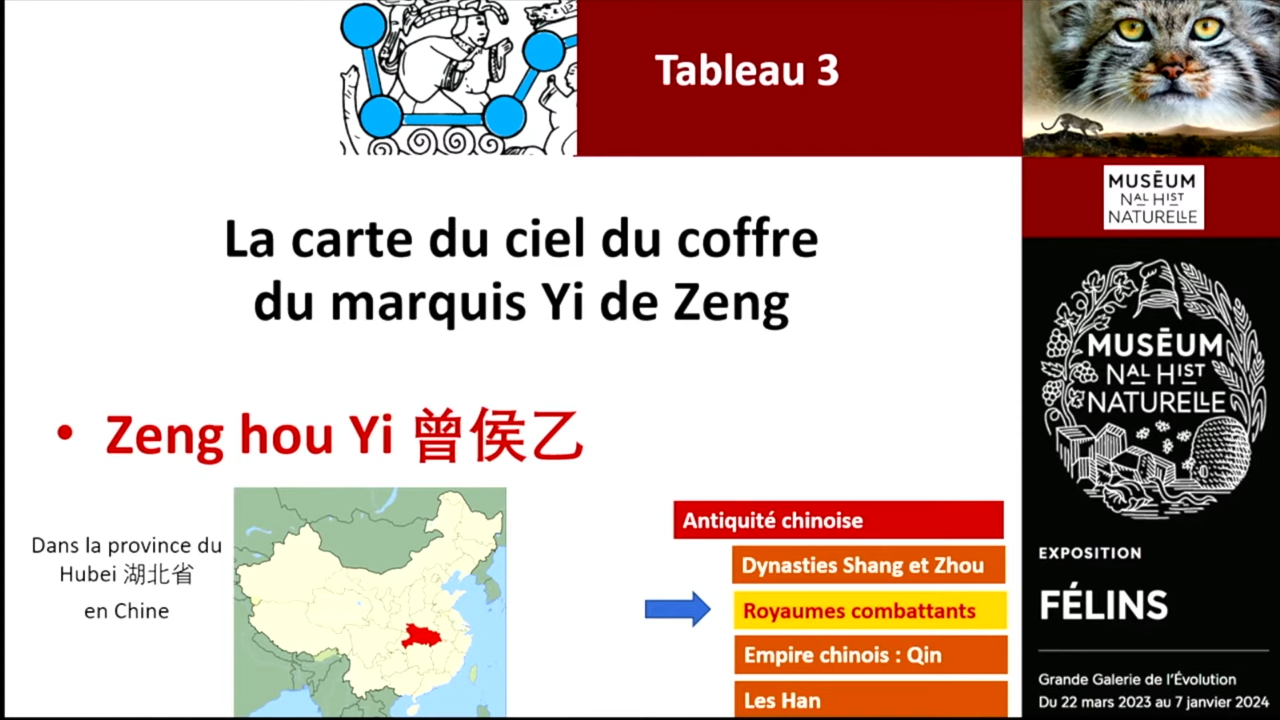 Tableau 3
La carte du ciel du coffre
du marquis Yi de Zeng
• Zeng hou Yi 曾侯乙
Dans la province du
Hubei 湖北省
en Chine
Antiquité chinoise
Dynasties Shang et Zhou
Royaumes combattants
Empire chinois : Qin
Les Han
MUSĒUM
NAL HIST
NATURELLE
MUSĒUM
NAL HIST
NATURELLE
EXPOSITION
FÉLINS
Grande Galerie de l'Évolution
Du 22 mars 2023 au 7 janvier 2024